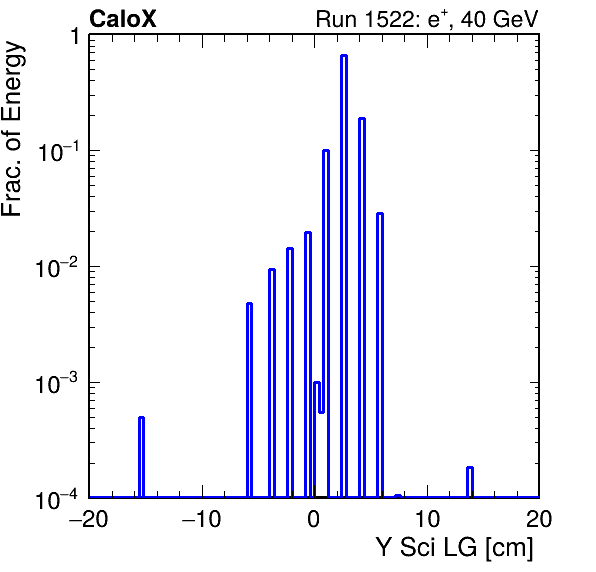 CaloX Run 1522: e⁺, 40 GeV
Frac. of Energy
1
10⁻¹
10⁻²
10⁻³
10⁻⁴
−20 −10 0 10 20
Y Sci LG [cm]